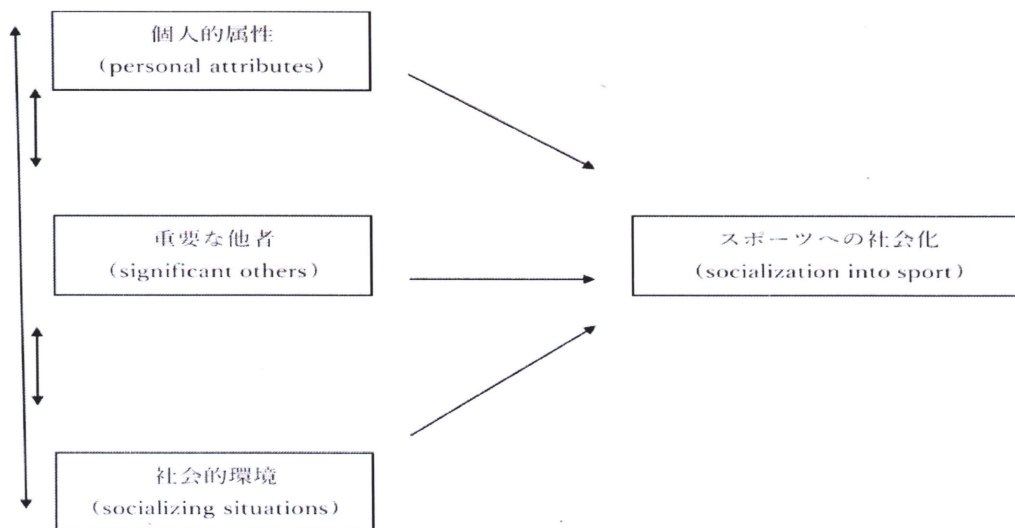 個人的属性
(personal attributes)
重要な他者
(significant others)
スポーツへの社会化
(socialization into sport)
社会的環境
(socializing situations)